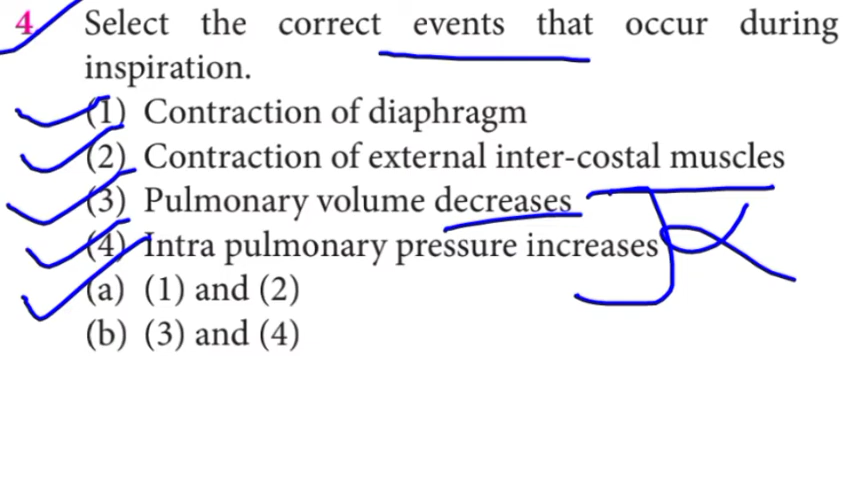 4. Select the correct events that occur during
inspiration.
(1) Contraction of diaphragm
(2) Contraction of external inter-costal muscles
(3) Pulmonary volume decreases
(4) Intra pulmonary pressure increases
(a) (1) and (2)
(b) (3) and (4)